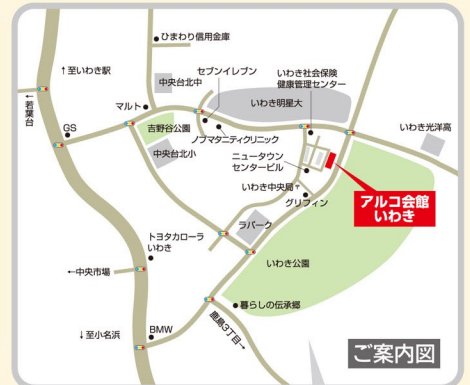 ひまわり信用金庫
↑至いわき駅
中央台北中
セブンイレブン
いわき社会保険
健康管理センター
←若葉台
マルト
いわき明星大
GS
吉野谷公園
ノブマタニティクリニック
いわき光洋高
中央台北小
ニュータウン
センタービル
いわき中央局〒
グリフィン
アルコ会館
いわき
トヨタカローラ
いわき
ラパーク
←中央市場
いわき公園
暮らしの伝承郷
↓至小名浜
BMW
鹿島3丁目→
ご案内図